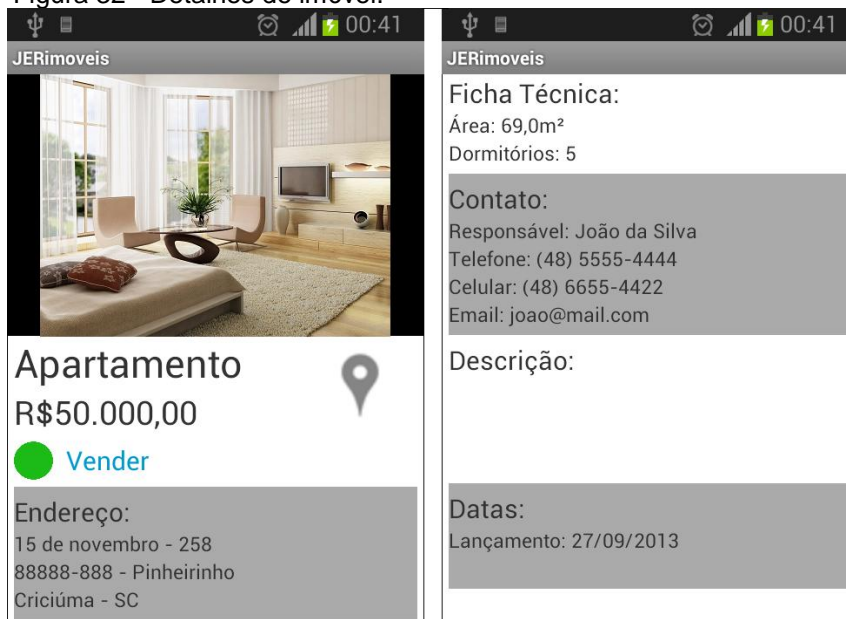 Figura 32 - Detalhes do imóvel.
00:41
JERimoveis
Apartamento
R$50.000,00
Vender
Endereço:
15 de novembro - 258
88888-888 - Pinheirinho
Criciúma - SC
00:41
JERimoveis
Ficha Técnica:
Área: 69,0m²
Dormitórios: 5
Contato:
Responsável: João da Silva
Telefone: (48) 5555-4444
Celular: (48) 6655-4422
Email: joao@mail.com
Descrição:
Datas:
Lançamento: 27/09/2013